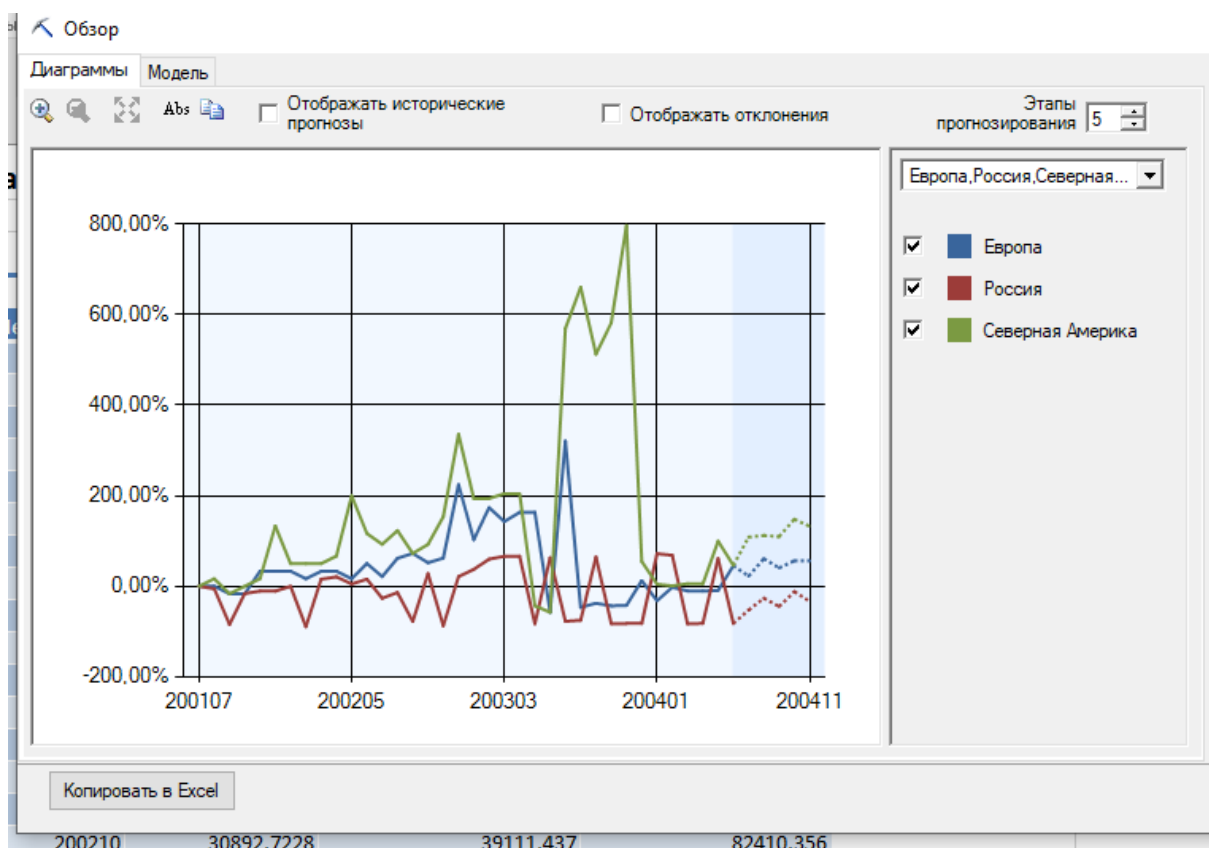 Обзор
Диаграммы Модель
Abs
Отображать исторические
прогнозы
Отображать отклонения
Этапы
прогнозирования 5
Европа,Россия,Северная...
800,00%
600,00%
400,00%
200,00%
0,00%
-200,00%
200107 200205 200303 200401 200411
Европа
Россия
Северная Америка
Копировать в Excel
200210 30892,7228 39111,437 82410,356